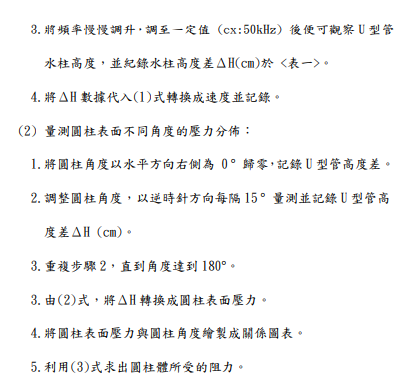 3.將頻率慢慢調升，調至一定值 (cx:50kHz) 後便可觀察 U 型管
水柱高度，並紀錄水柱高度差ΔH(cm)於 <表一>。
4.將ΔH 數據代入(1)式轉換成速度並記錄。
(2) 量測圓柱表面不同角度的壓力分佈：
1.將圓柱角度以水平方向右側為 0° 歸零，記錄 U 型管高度差。
2.調整圓柱角度，以逆時針方向每隔 15° 量測並記錄 U 型管高
度差ΔH (cm)。
3.重複步驟 2，直到角度達到 180°。
3.由(2)式，將ΔH 轉換成圓柱表面壓力。
4.將圓柱表面壓力與圓柱角度繪製成關係圖表。
5.利用(3)式求出圓柱體所受的阻力。